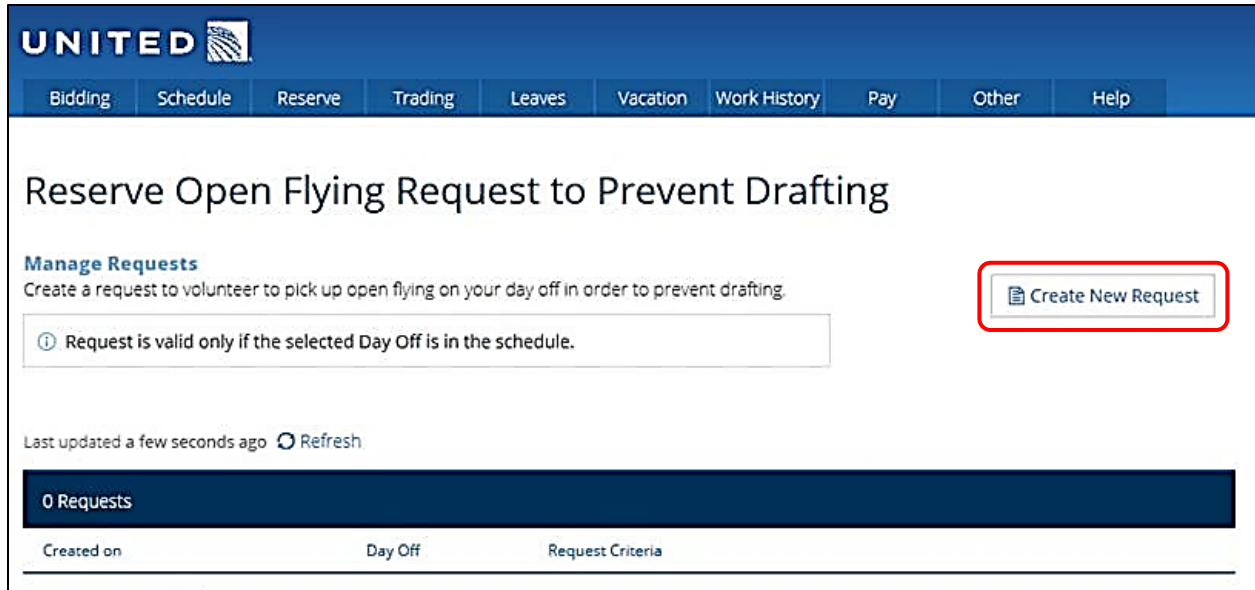 UNITED
Bidding Schedule Reserve Trading Leaves Vacation Work History Pay Other Help
Reserve Open Flying Request to Prevent Drafting
Manage Requests
Create a request to volunteer to pick up open flying on your day off in order to prevent drafting.
Create New Request
Request is valid only if the selected Day Off is in the schedule.
Last updated a few seconds ago Refresh
0 Requests
Created on Day Off Request Criteria